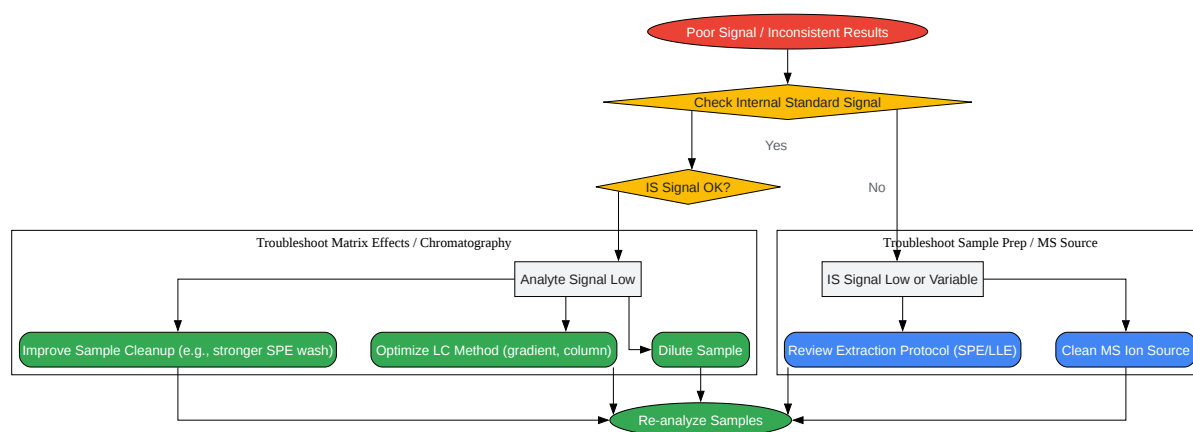 Poor Signal / Inconsistent Results
Check Internal Standard Signal
Yes
IS Signal OK?
No
Troubleshoot Matrix Effects / Chromatography
Troubleshoot Sample Prep / MS Source
Analyte Signal Low
IS Signal Low or Variable
Improve Sample Cleanup (e.g., stronger SPE wash)
Optimize LC Method (gradient, column)
Dilute Sample
Review Extraction Protocol (SPE/LLE)
Clean MS Ion Source
Re-analyze Samples